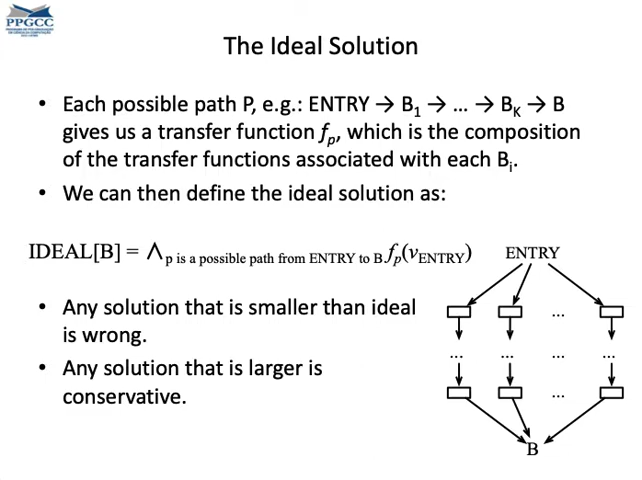 PPGCC
The Ideal Solution
• Each possible path P, e.g.: ENTRY → B1 → … → BK → B
gives us a transfer function fp, which is the composition
of the transfer functions associated with each Bi.
• We can then define the ideal solution as:
IDEAL[B] = ∧p is a possible path from ENTRY to B fp(vENTRY)
ENTRY
• Any solution that is smaller than ideal
is wrong.
• Any solution that is larger is
conservative.
...
... ... ... ...
...
B